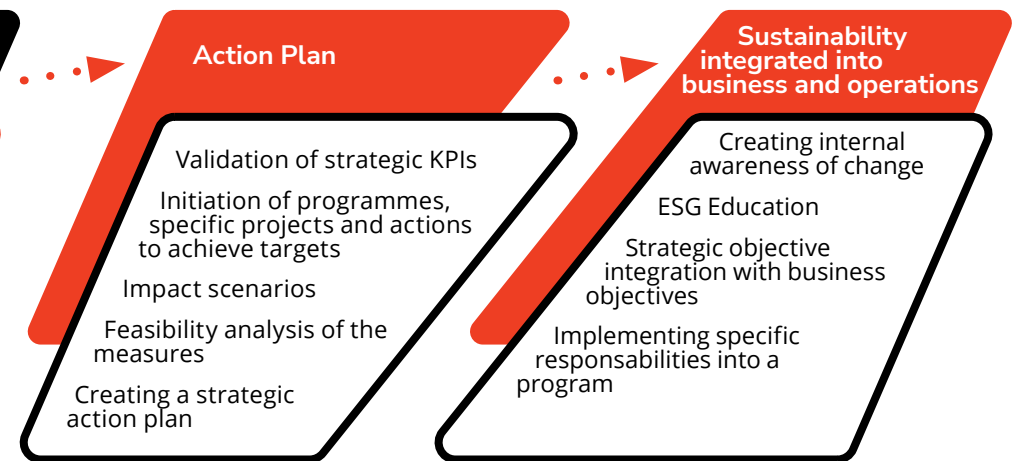 Action Plan
Validation of strategic KPIs
Initiation of programmes,
specific projects and actions
to achieve targets
Impact scenarios
Feasibility analysis of the
measures
Creating a strategic
action plan
Sustainability
integrated into
business and operations
Creating internal
awareness of change
ESG Education
Strategic objective
integration with business
objectives
Implementing specific
responsabilities into a
program